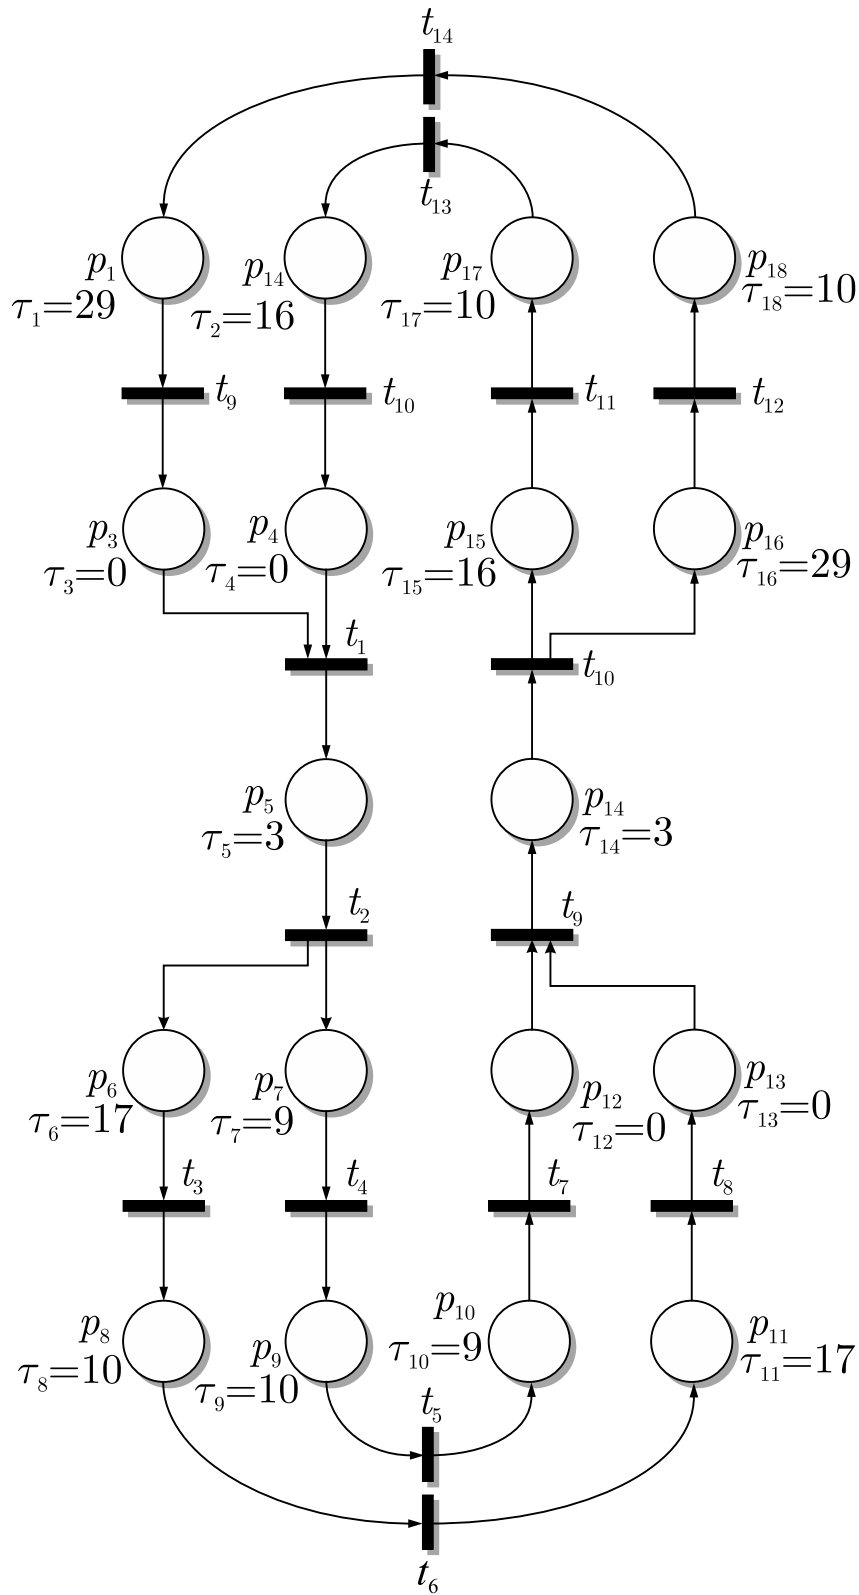 t14
t13
p1
τ1=29
p14
τ2=16
p17
τ17=10
p18
τ18=10
t9
t10
t11
t12
p3
τ3=0
p4
τ4=0
p15
τ15=16
p16
τ16=29
t1
t10
p5
τ5=3
p14
τ14=3
t2
t9
p6
τ6=17
p7
τ7=9
p12
τ12=0
p13
τ13=0
t3
t4
t7
t8
p8
τ8=10
p9
τ9=10
p10
τ10=9
p11
τ11=17
t5
t6